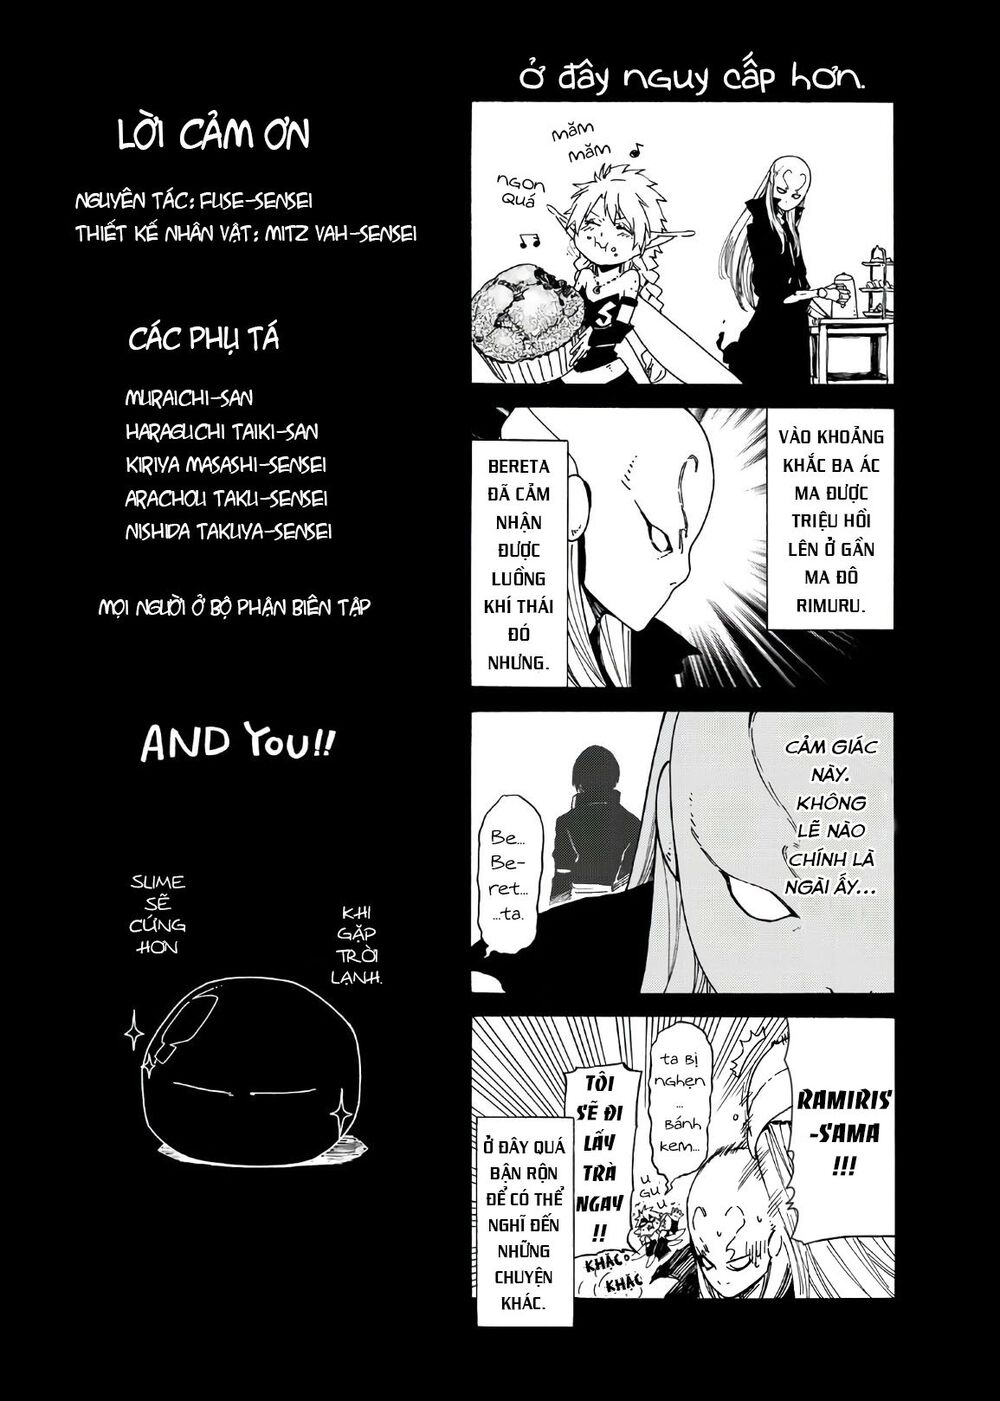 LỜI CẢM ƠN
NGUYÊN TÁC: FUSE-SENSEI
THIẾT KẾ NHÂN VẬT: MITZ VAH-SENSEI
CÁC PHỤ TÁ
MURAICHI-SAN
HARAGUCHI TAIKI-SAN
KIRIYA MASASHI-SENSEI
ARACHOU TAKU-SENSEI
NISHIDA TAKUYA-SENSEI
MỌI NGƯỜI Ở BỘ PHẬN BIÊN TẬP
AND YOU!!
SLIME
SẼ
CỨNG
HƠN
KHI
GẶP
TRỜI
LẠNH.
Ở đây nguy cấp hơn.
măm
măm
ngon
quá
VÀO KHOẢNG
KHẮC BA ÁC
MA ĐƯỢC
TRIỆU HỒI
LÊN Ở GẦN
MA ĐÔ
RIMURU.
BERETA
ĐÃ CẢM
NHẬN
ĐƯỢC
LUỒNG
KHÍ THÁI
ĐÓ
NHƯNG.
CẢM GIÁC
NÀY.
KHÔNG
LẼ NÀO
CHÍNH LÀ
NGÀI ẤY...
Be...
Be-
ret...
...ta.
RAMIRIS
-SAMA
!!!
ta bị
nghẹn
...
Bánh
kem...
TÔI
SẼ ĐI
LẤY
TRÀ
NGAY
!!
U
GU
U
KHẶC
KHẶC
Ở ĐÂY QUÁ
BẬN RỘN
ĐỂ CÓ THỂ
NGHĨ ĐẾN
NHỮNG
CHUYỆN
KHÁC.